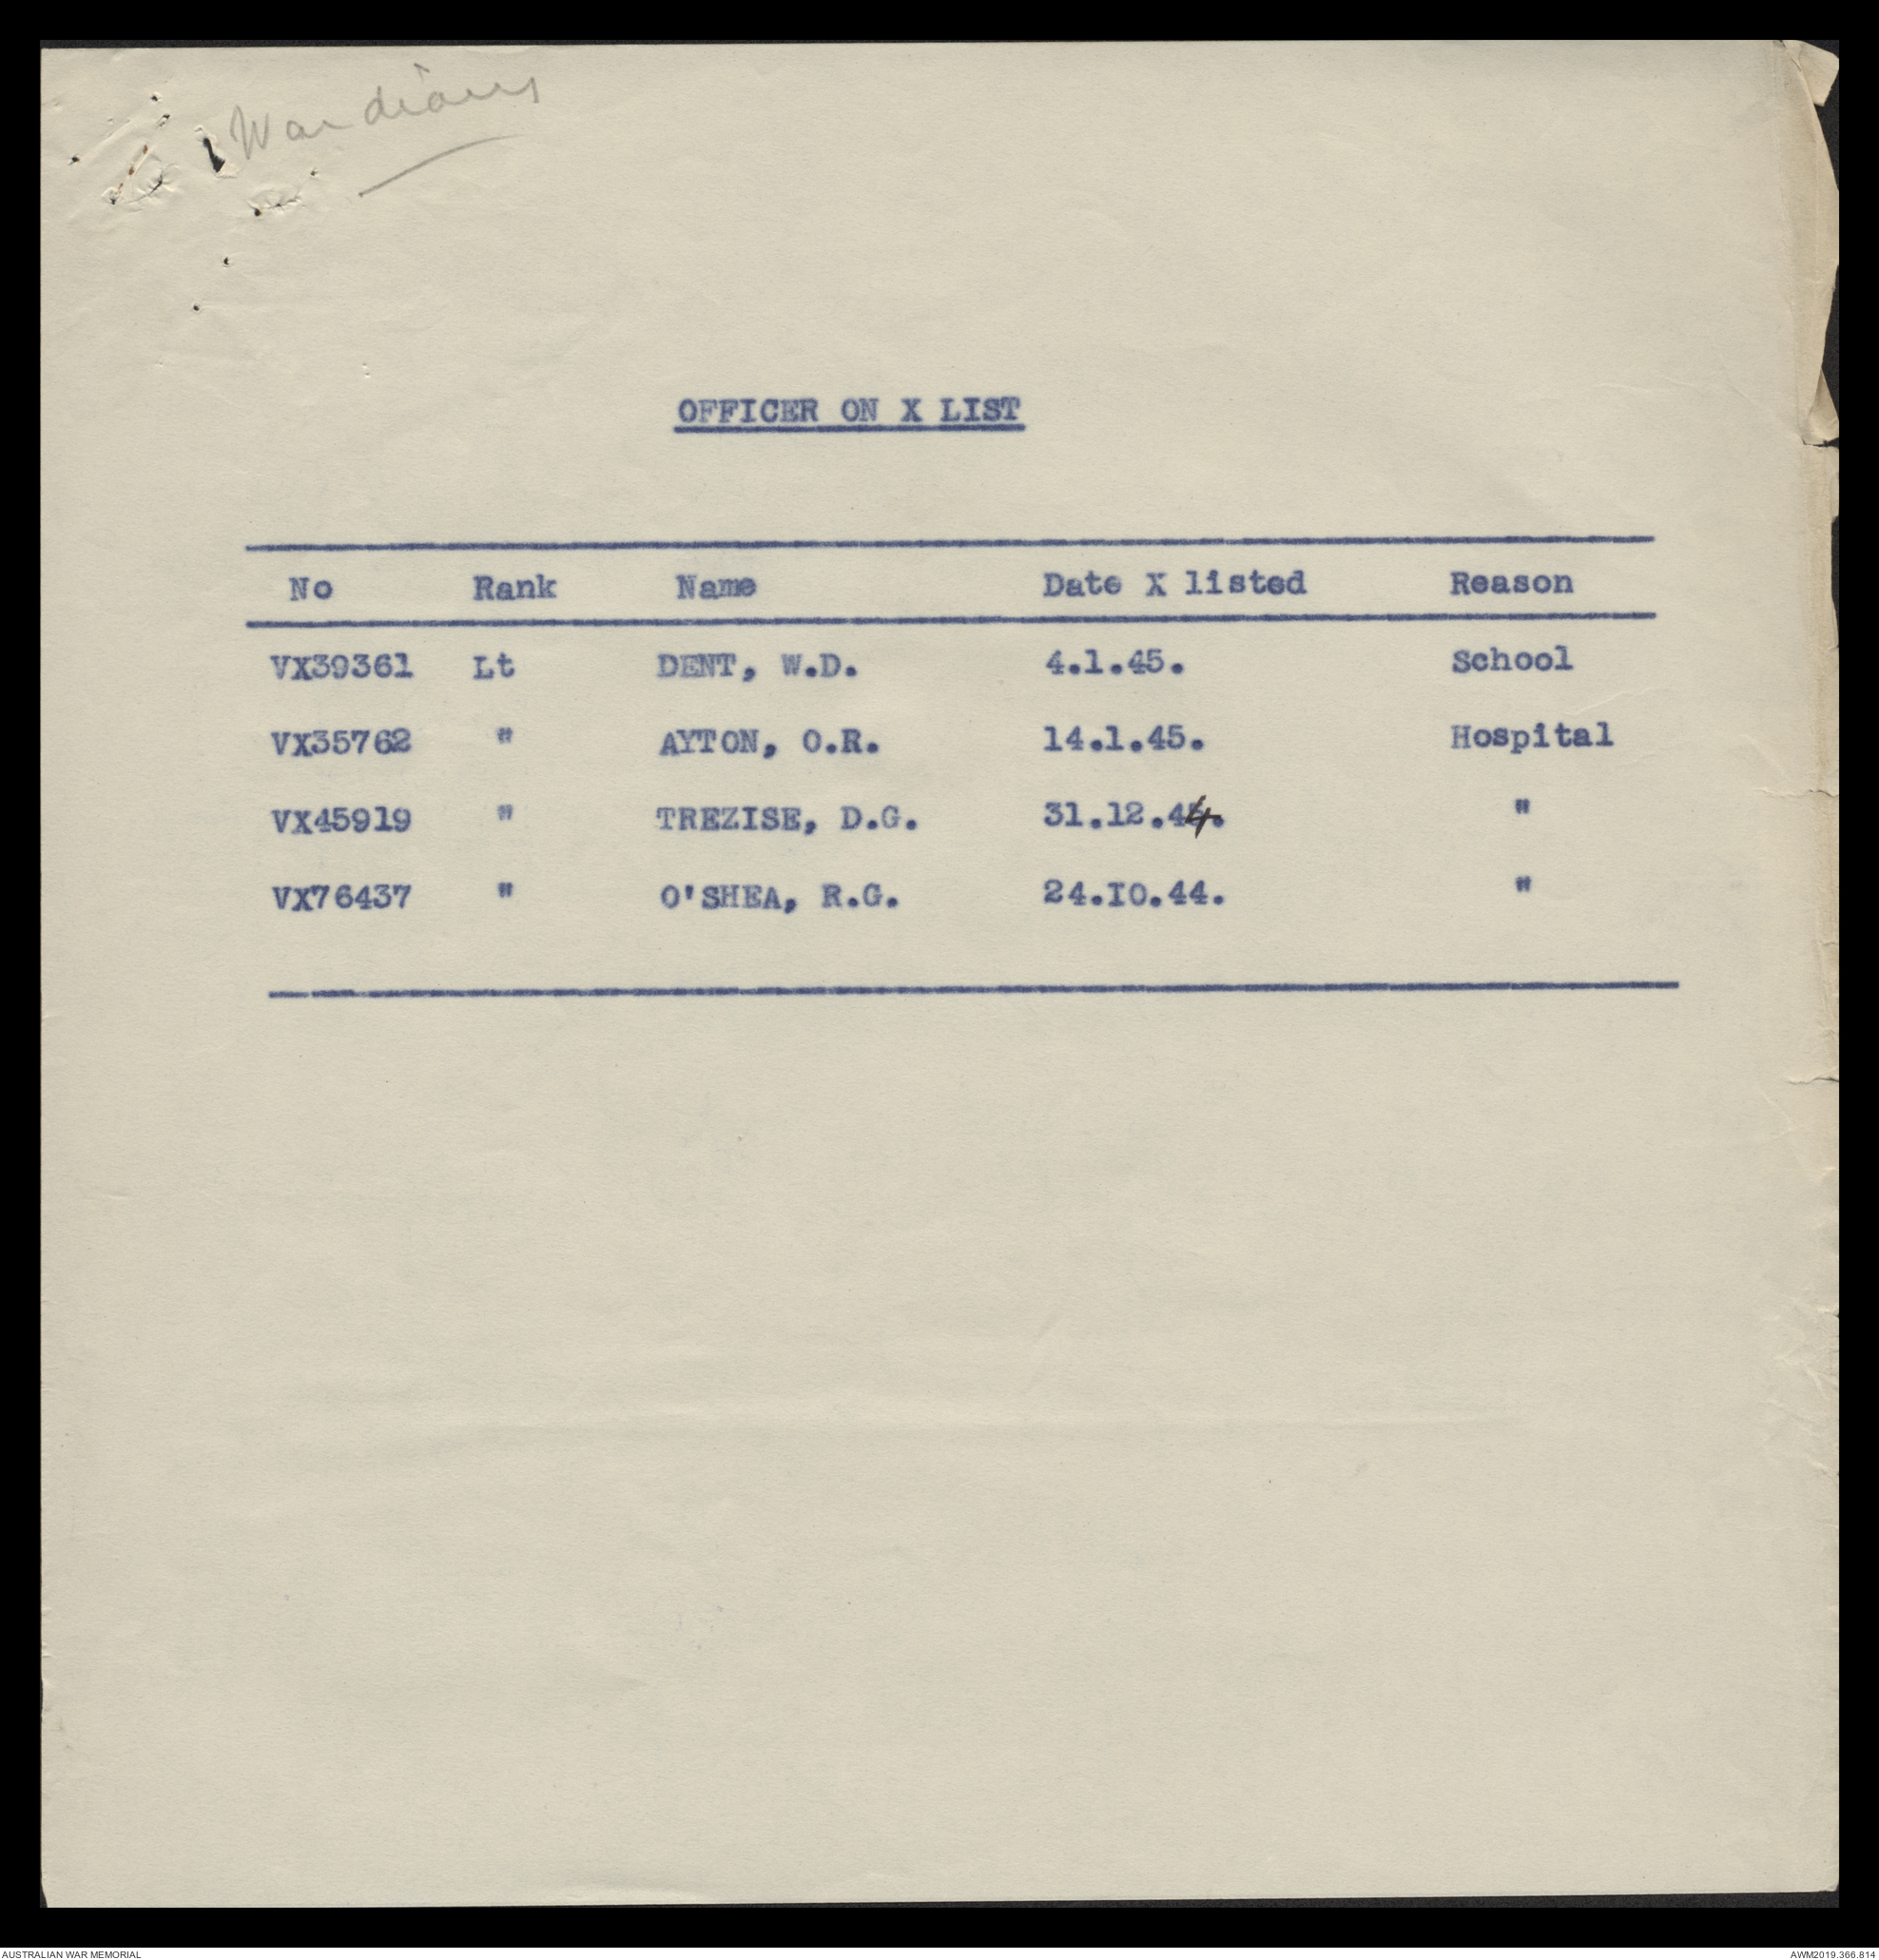 War diary
OFFICER ON X LIST
No Rank Name Date X listed Reason
VX39361 Lt DENT, W.D. 4.1.45. School
VX35762 " AYTON, O.R. 14.1.45. Hospital
VX45919 " TREZISE, D.G. 31.12.44. "
VX76437 " O'SHEA, R.G. 24.I0.44. "
AUSTRALIAN WAR MEMORIAL AWM2019.366.814